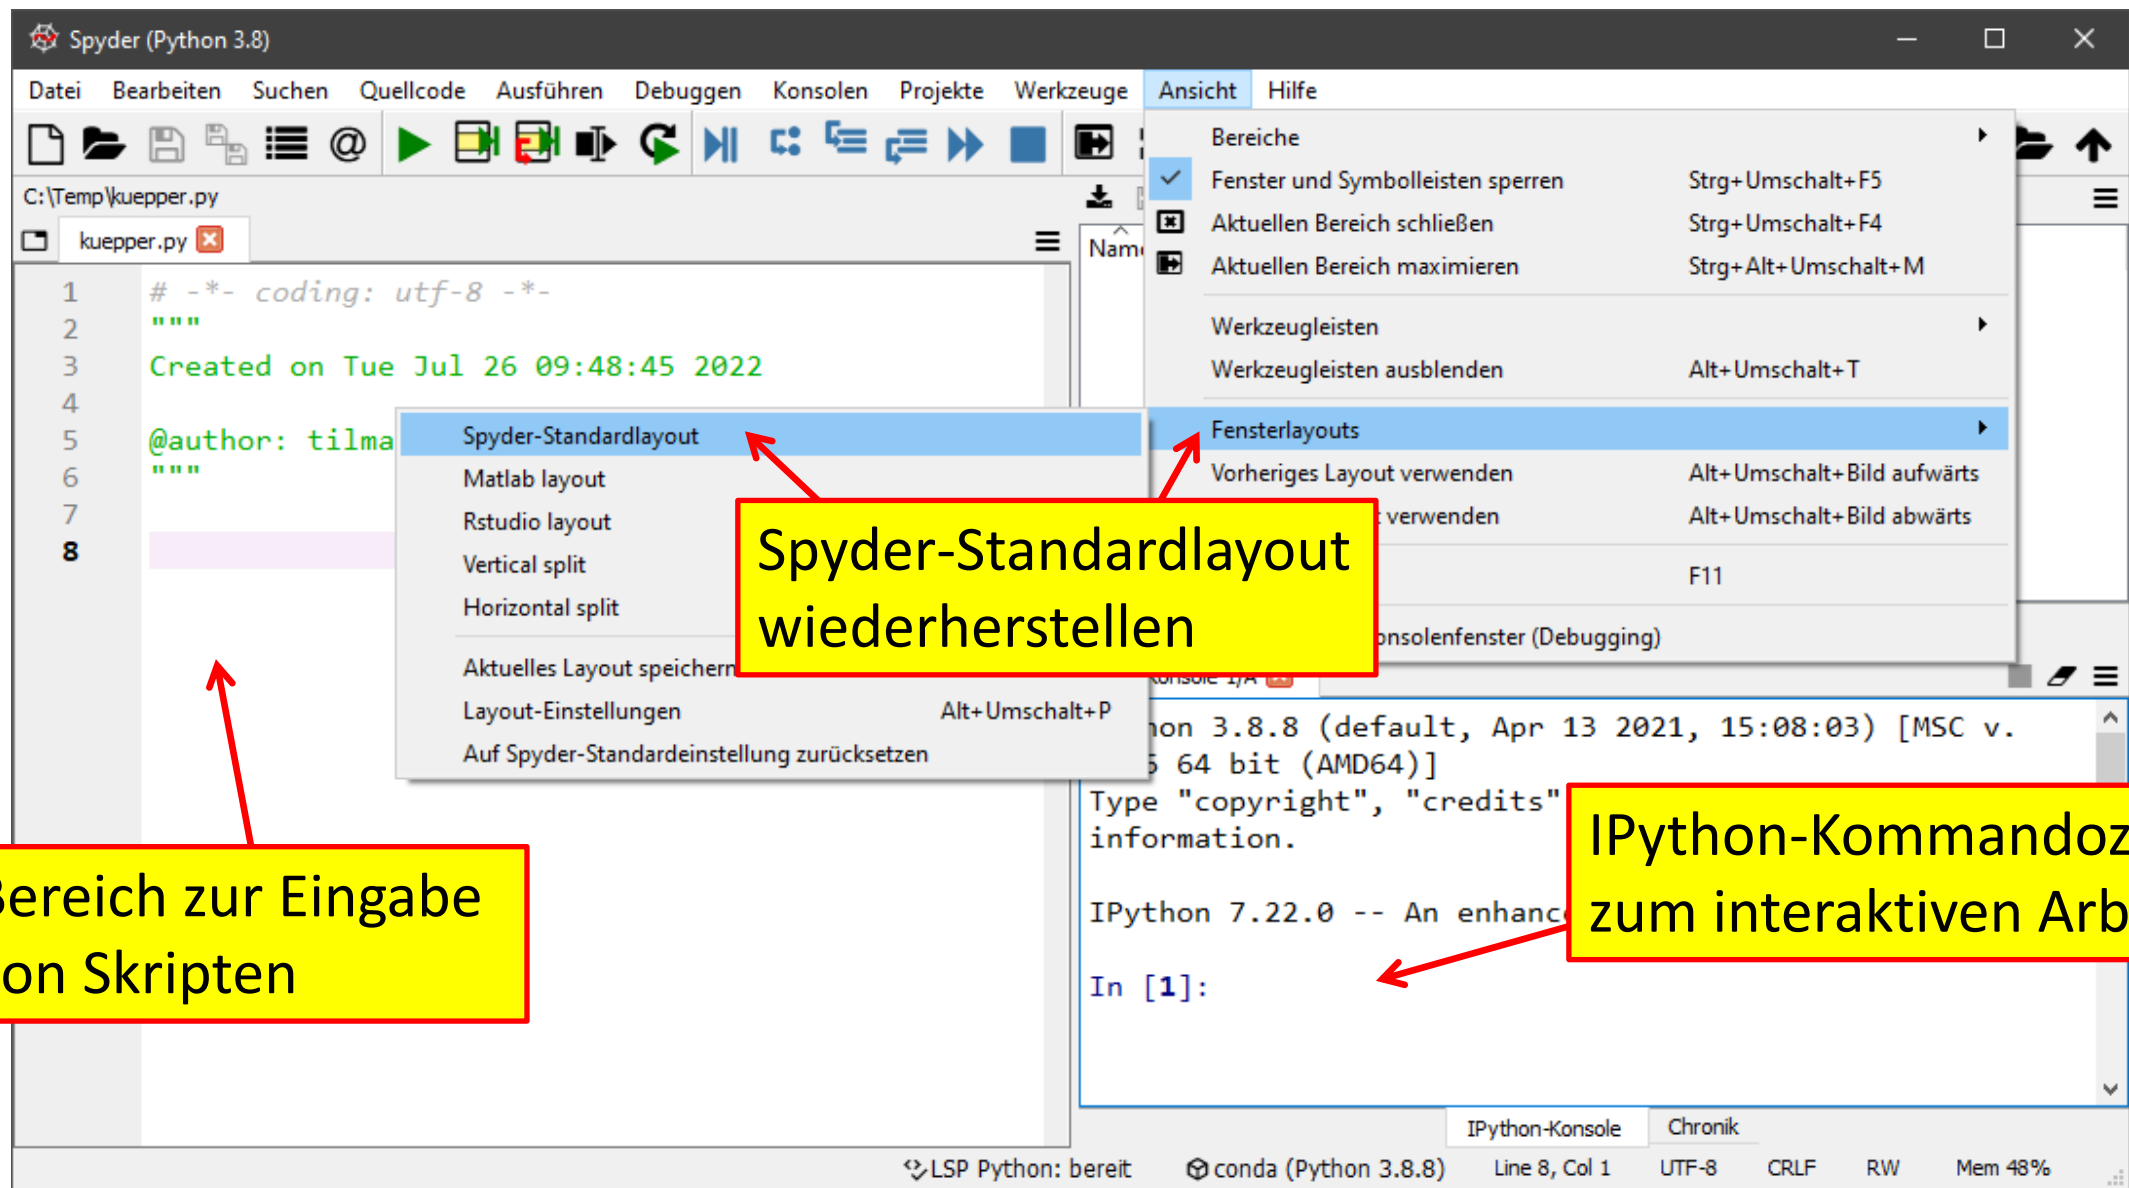 Spyder (Python 3.8)
Datei Bearbeiten Suchen Quellcode Ausführen Debuggen Konsolen Projekte Werkzeuge Ansicht Hilfe
C:\Temp\kuepper.py
kuepper.py
1 # -*- coding: utf-8 -*-
2 """
3 Created on Tue Jul 26 09:48:45 2022
4
5 @author: tilma
6 """
7
8
Name
Bereiche
Fenster und Symbolleisten sperren Strg+Umschalt+F5
Aktuellen Bereich schließen Strg+Umschalt+F4
Aktuellen Bereich maximieren Strg+Alt+Umschalt+M
Werkzeugleisten
Werkzeugleisten ausblenden Alt+Umschalt+T
Fensterlayouts
Vorheriges Layout verwenden Alt+Umschalt+Bild aufwärts
verwenden Alt+Umschalt+Bild abwärts
F11
onsolenfenster (Debugging)
Spyder-Standardlayout
Matlab layout
Rstudio layout
Vertical split
Horizontal split
Aktuelles Layout speichern
Layout-Einstellungen Alt+Umschalt+P
Auf Spyder-Standardeinstellung zurücksetzen
Spyder-Standardlayout
wiederherstellen
Konsole 1/A
hon 3.8.8 (default, Apr 13 2021, 15:08:03) [MSC v.
64 bit (AMD64)]
Type "copyright", "credits"
information.
IPython 7.22.0 -- An enhanc
In [1]:
Bereich zur Eingabe
on Skripten
IPython-Kommandoz
zum interaktiven Arb
IPython-Konsole Chronik
LSP Python: bereit conda (Python 3.8.8) Line 8, Col 1 UTF-8 CRLF RW Mem 48%